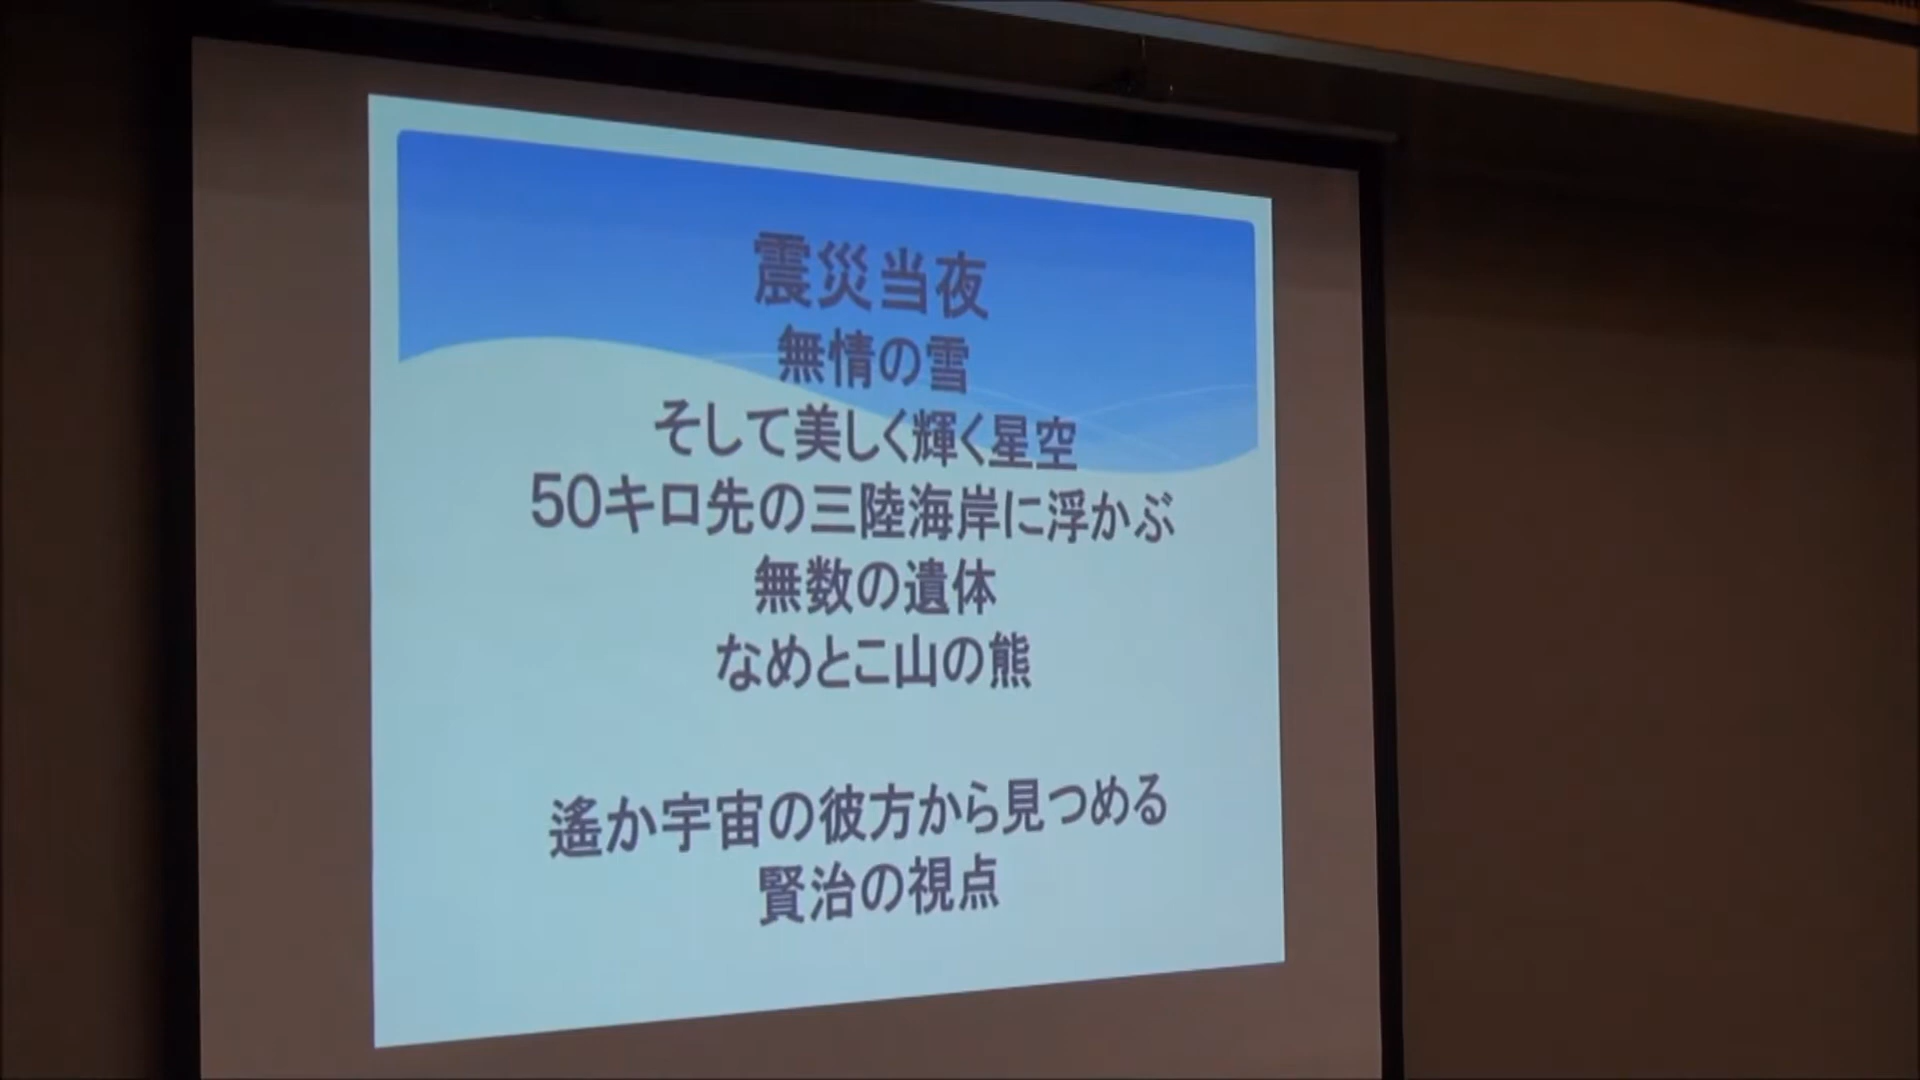 震災当夜
無情の雪
そして美しく輝く星空
50キロ先の三陸海岸に浮かぶ
無数の遺体
なめとこ山の熊
遙か宇宙の彼方から見つめる
賢治の視点